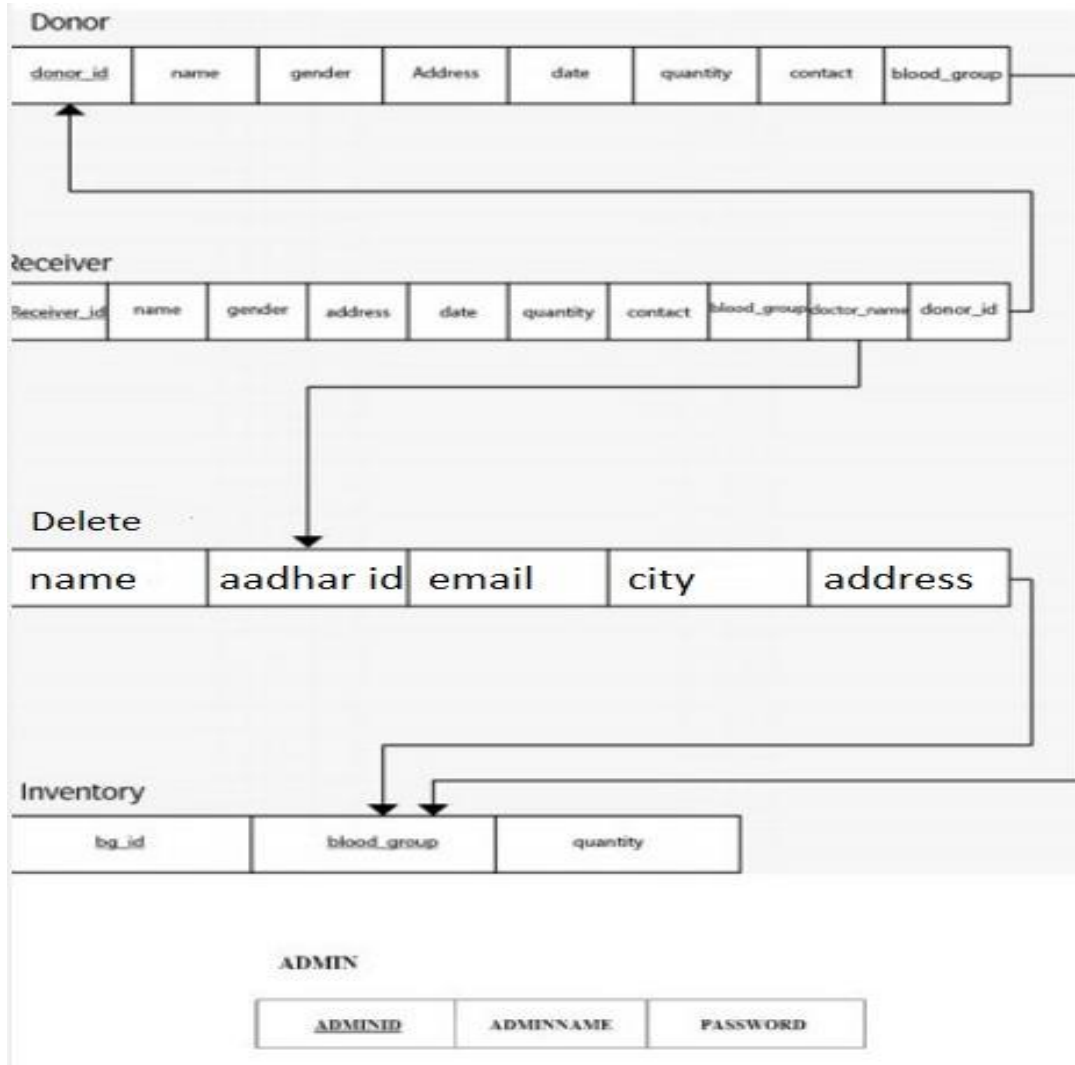 Donor
donor_id name gender Address date quantity contact blood_group
Receiver
Receiver_id name gender address date quantity contact blood_group doctor_name donor_id
Delete
name aadhar id email city address
Inventory
bg_id blood_group quantity
ADMIN
ADMINID ADMINNAME PASSWORD